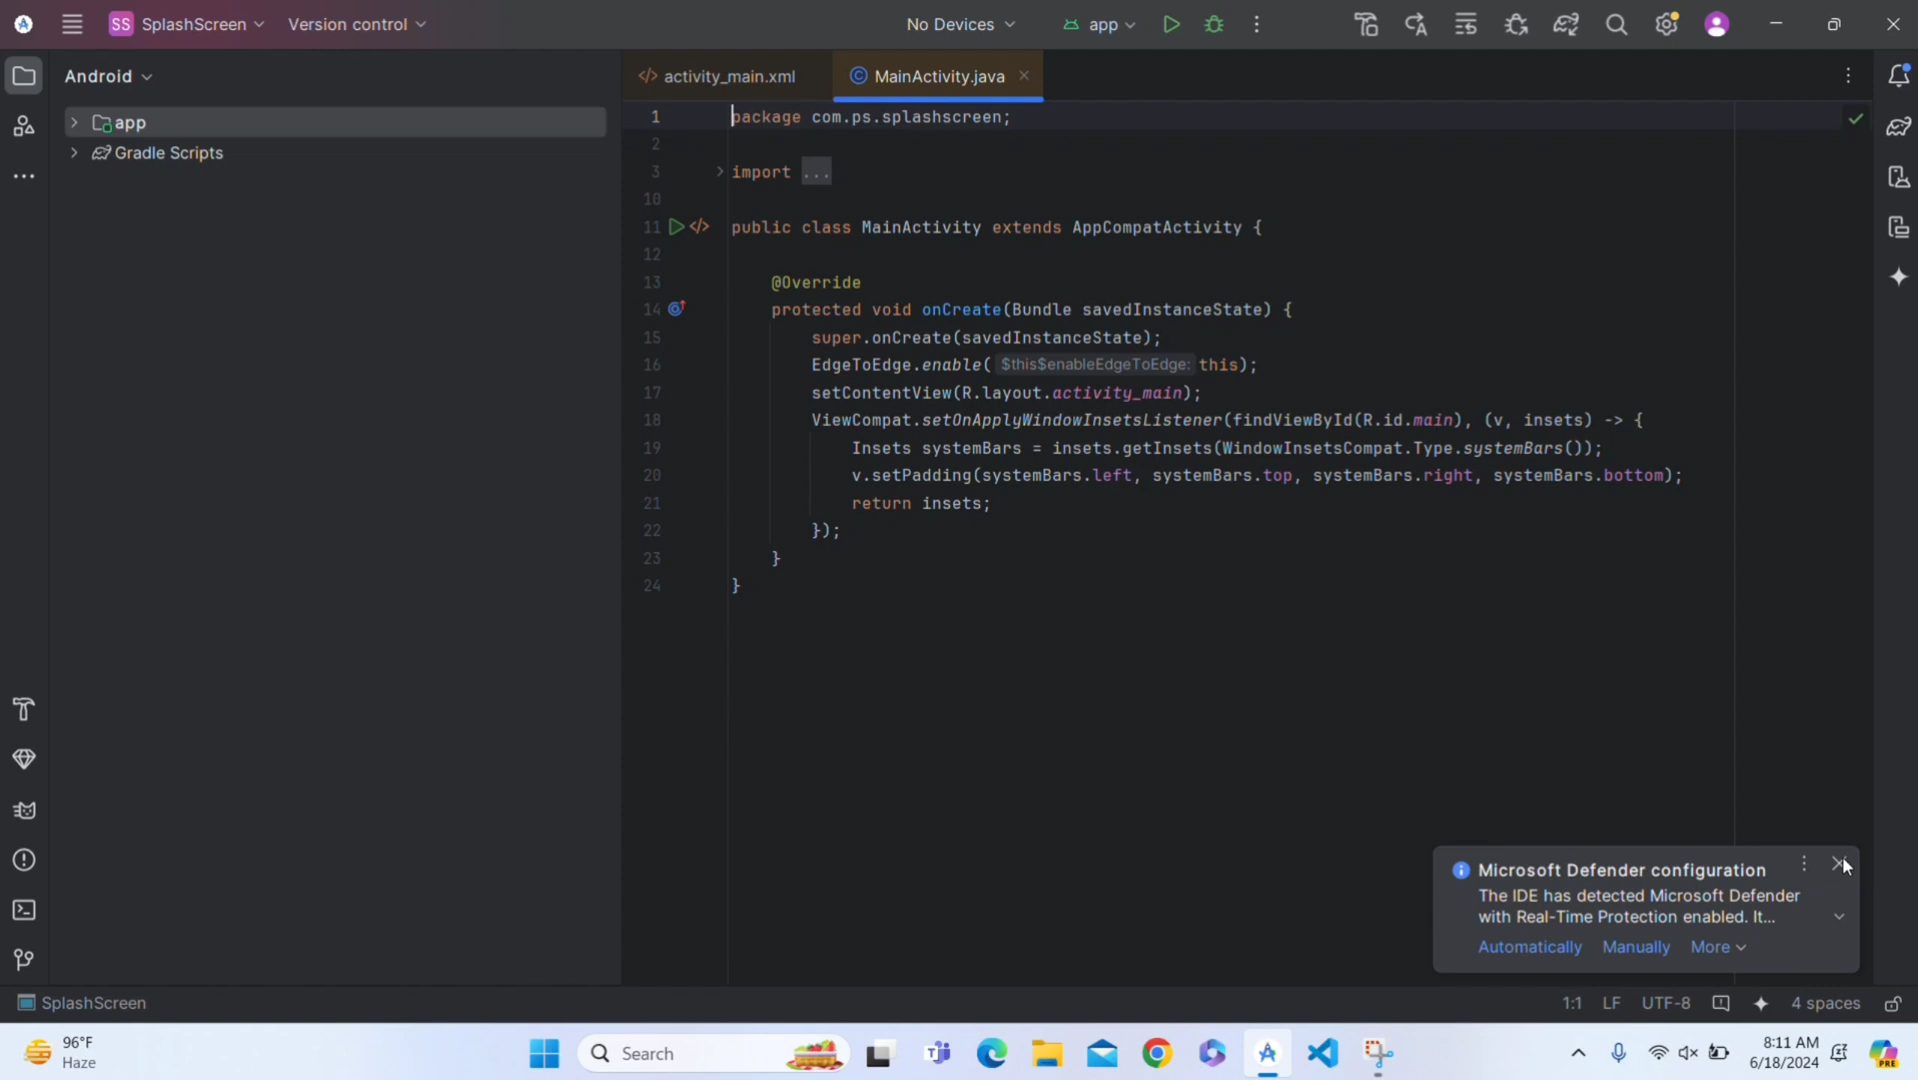 SS SplashScreen Version control No Devices app
Android
activity_main.xml MainActivity.java
app
Gradle Scripts
1 package com.ps.splashscreen;
2
3 import ...
10
11 public class MainActivity extends AppCompatActivity {
12
13 @Override
14 protected void onCreate(Bundle savedInstanceState) {
15 super.onCreate(savedInstanceState);
16 EdgeToEdge.enable( $this$enableEdgeToEdge: this);
17 setContentView(R.layout.activity_main);
18 ViewCompat.setOnApplyWindowInsetsListener(findViewById(R.id.main), (v, insets) -> {
19 Insets systemBars = insets.getInsets(WindowInsetsCompat.Type.systemBars());
20 v.setPadding(systemBars.left, systemBars.top, systemBars.right, systemBars.bottom);
21 return insets;
22 });
23 }
24 }
Microsoft Defender configuration
The IDE has detected Microsoft Defender
with Real-Time Protection enabled. It...
Automatically Manually More
SplashScreen 1:1 LF UTF-8 4 spaces
96°F
Haze
Search
8:11 AM
6/18/2024
PRE